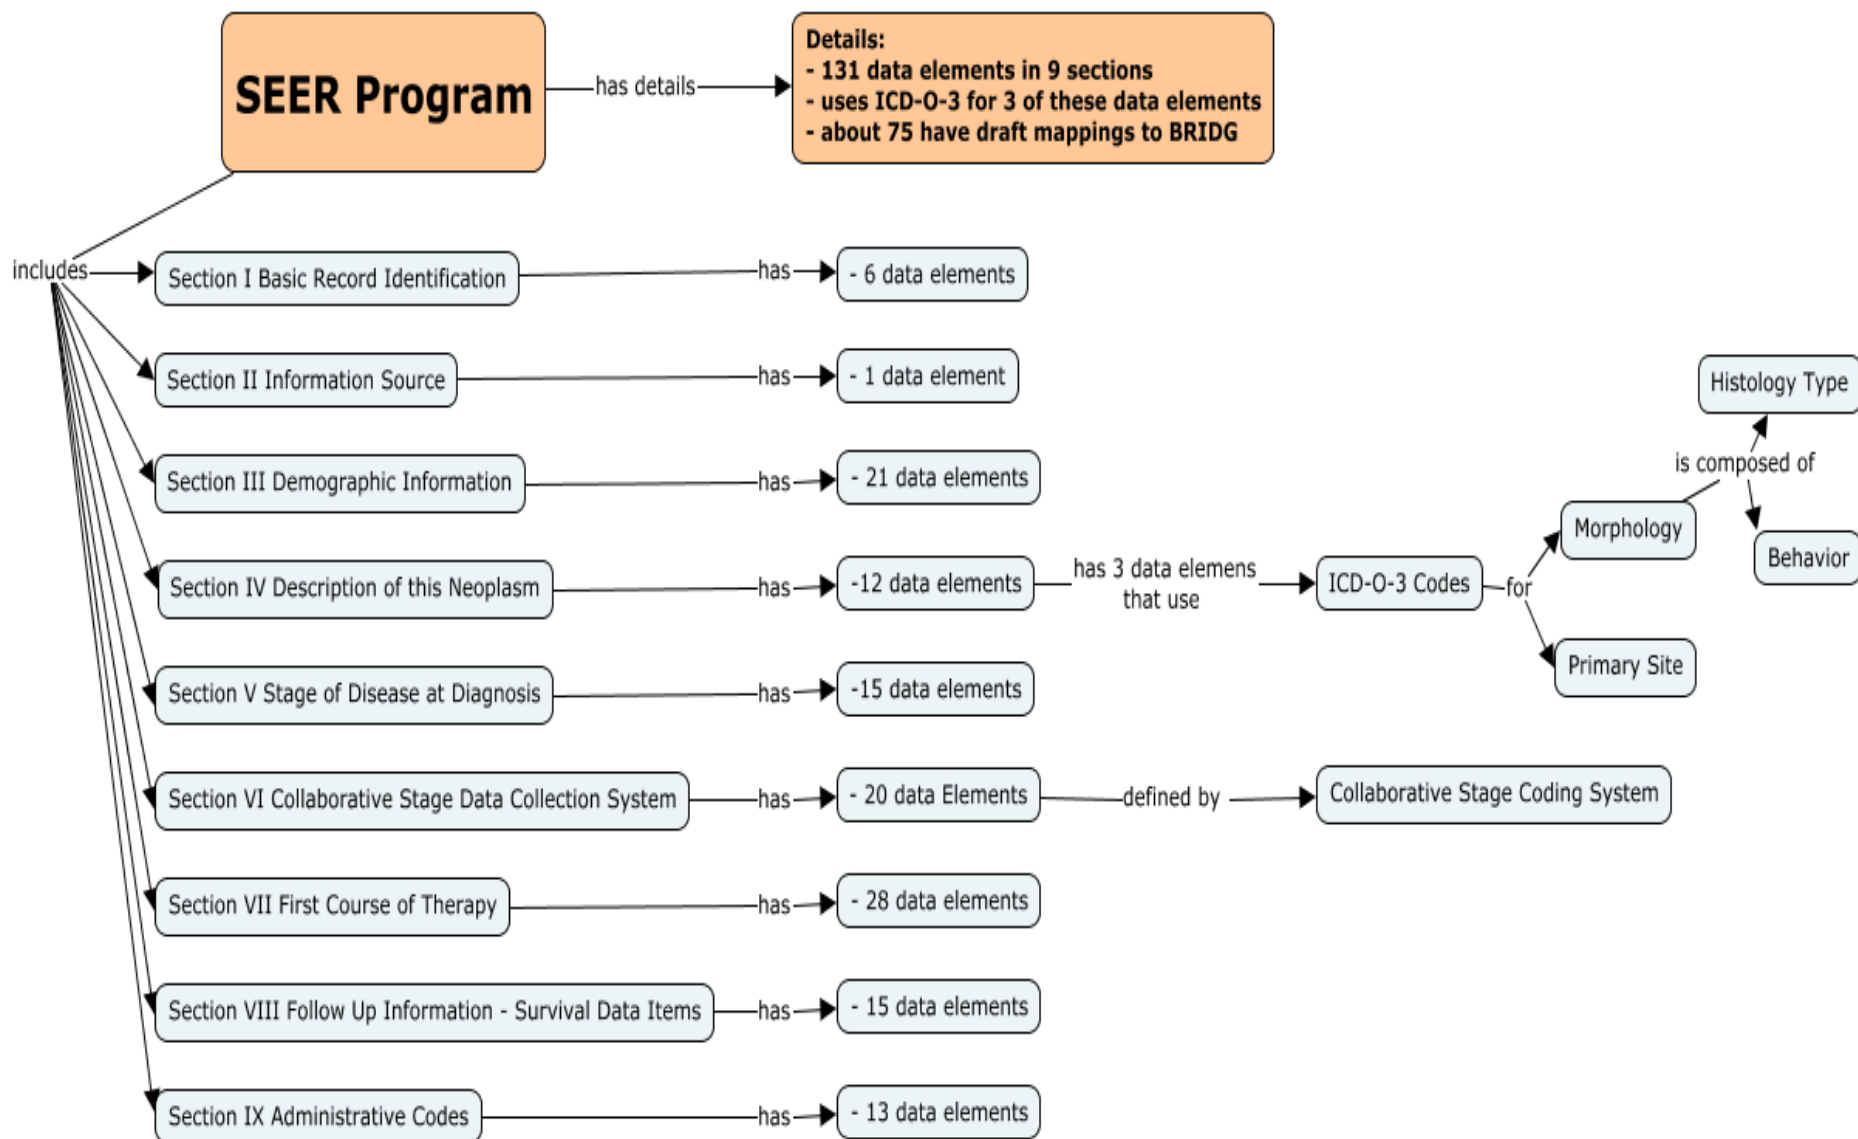 SEER Program
has details
Details:
- 131 data elements in 9 sections
- uses ICD-O-3 for 3 of these data elements
- about 75 have draft mappings to BRIDG
includes
Section I Basic Record Identification
has
- 6 data elements
Section II Information Source
has
- 1 data element
Section III Demographic Information
has
- 21 data elements
Section IV Description of this Neoplasm
has
-12 data elements
has 3 data elemens
that use
ICD-O-3 Codes
for
Morphology
is composed of
Histology Type
Behavior
Primary Site
Section V Stage of Disease at Diagnosis
has
-15 data elements
Section VI Collaborative Stage Data Collection System
has
- 20 data Elements
defined by
Collaborative Stage Coding System
Section VII First Course of Therapy
has
- 28 data elements
Section VIII Follow Up Information - Survival Data Items
has
- 15 data elements
Section IX Administrative Codes
has
- 13 data elements